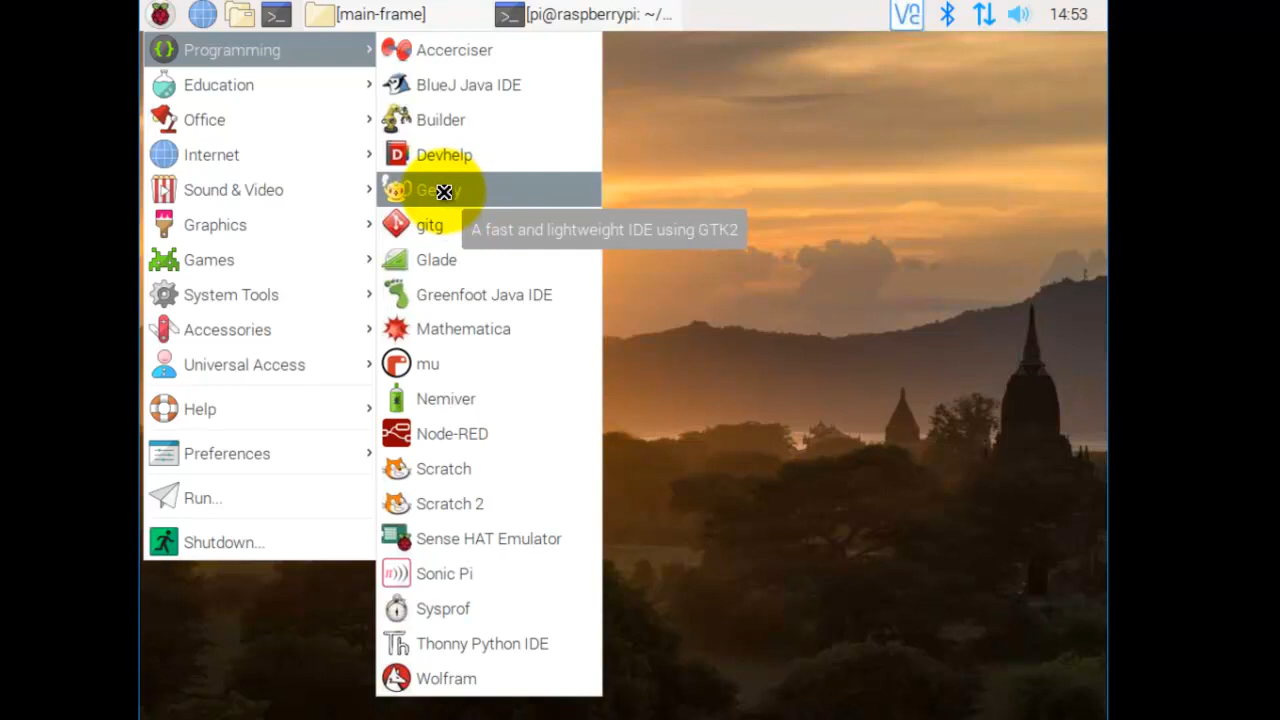 [main-frame]
[pi@raspberrypi: ~/...
14:53
Programming
Education
Office
Internet
Sound & Video
Graphics
Games
System Tools
Accessories
Universal Access
Help
Preferences
Run...
Shutdown...
Accerciser
BlueJ Java IDE
Builder
Devhelp
gitg
A fast and lightweight IDE using GTK2
Glade
Greenfoot Java IDE
Mathematica
mu
Nemiver
Node-RED
Scratch
Scratch 2
Sense HAT Emulator
Sonic Pi
Sysprof
Thonny Python IDE
Wolfram